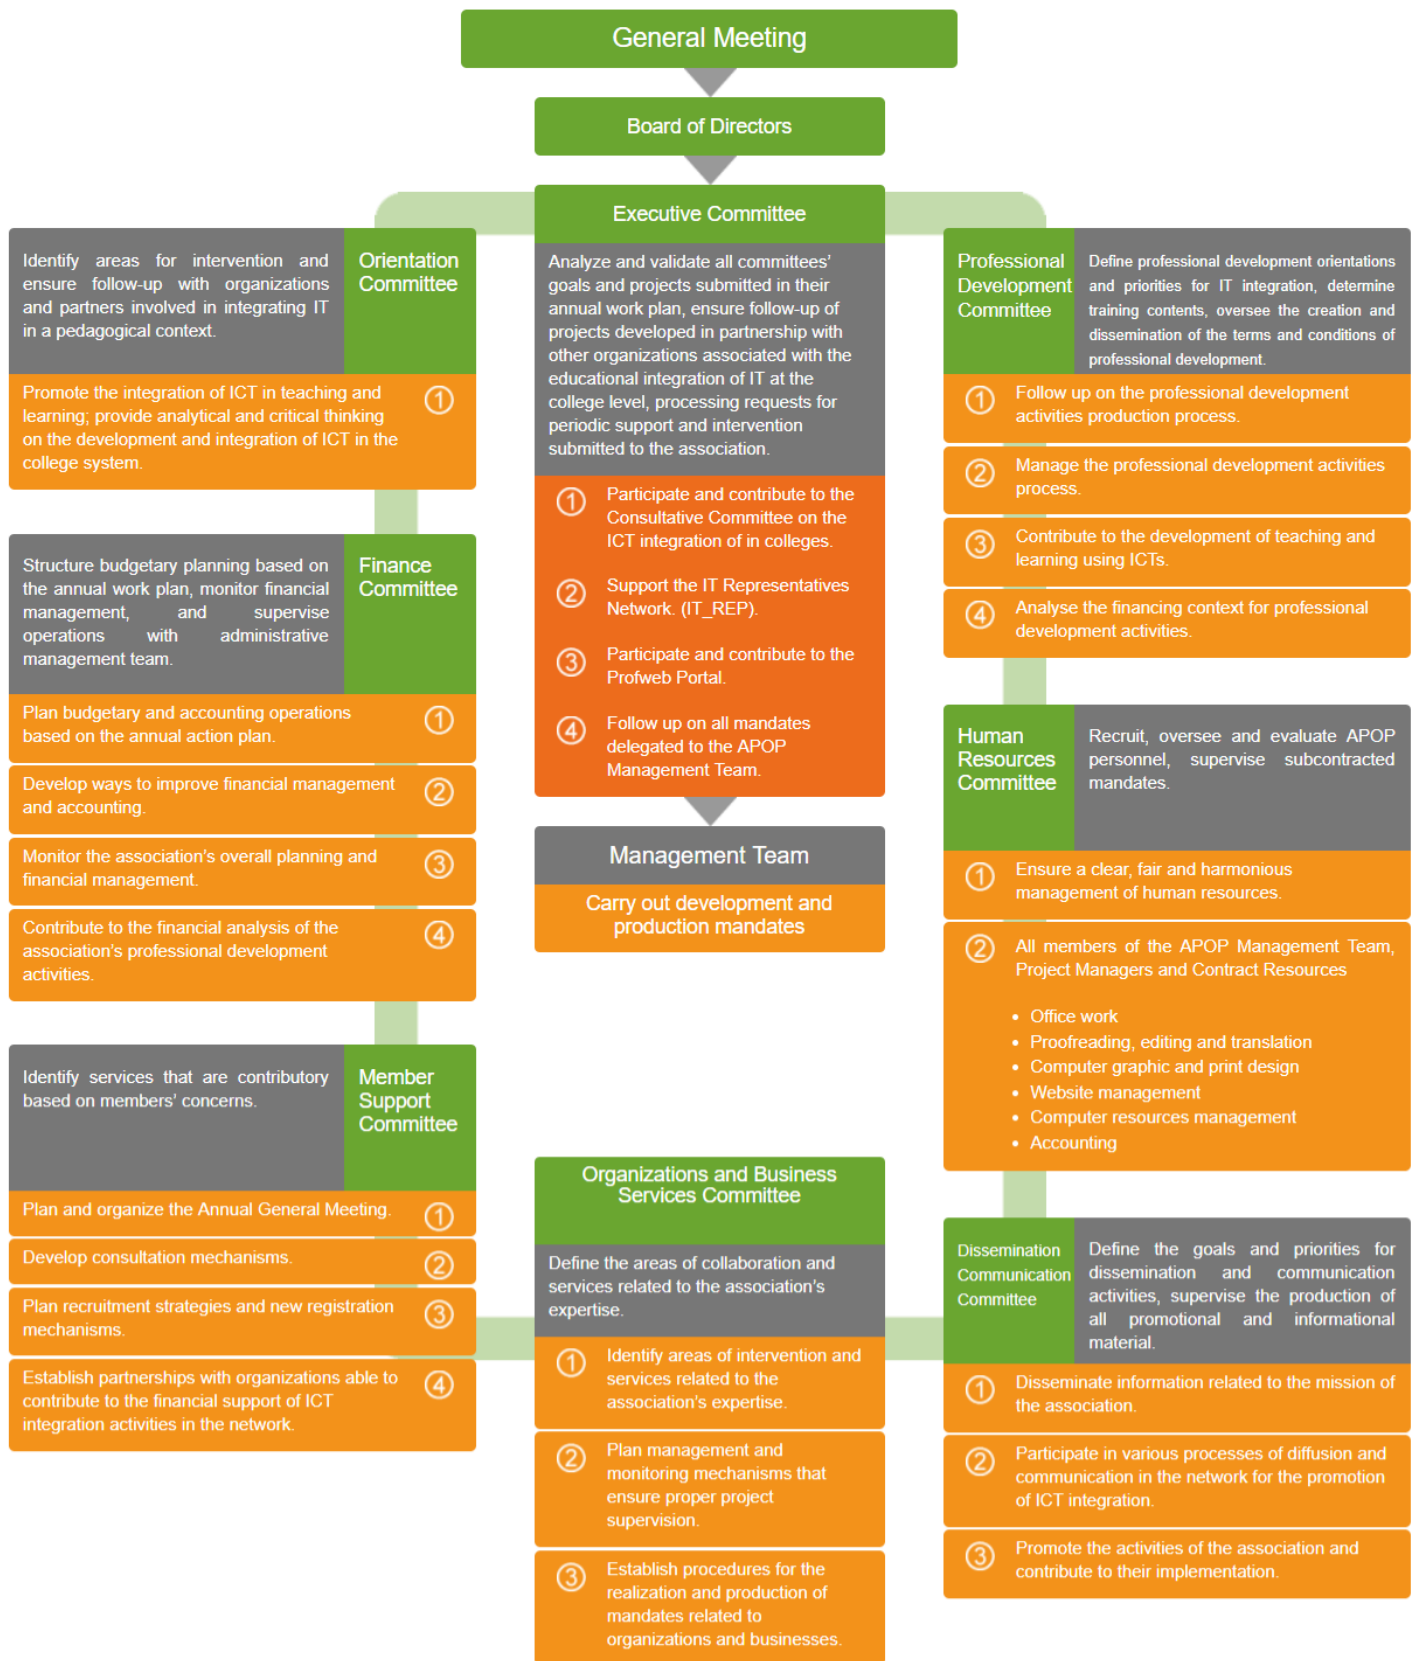 General Meeting
Board of Directors
Executive Committee
Analyze and validate all committees'
goals and projects submitted in their
annual work plan, ensure follow-up of
projects developed in partnership with
other organizations associated with the
educational integration of IT at the
college level, processing requests for
periodic support and intervention
submitted to the association.
1 Participate and contribute to the
Consultative Committee on the
ICT integration of in colleges.
2 Support the IT Representatives
Network. (IT_REP).
3 Participate and contribute to the
Profweb Portal.
4 Follow up on all mandates
delegated to the APOP
Management Team.
Management Team
Carry out development and
production mandates
Identify areas for intervention and
ensure follow-up with organizations
and partners involved in integrating IT
in a pedagogical context.
Orientation
Committee
Promote the integration of ICT in teaching and
learning; provide analytical and critical thinking
on the development and integration of ICT in the
college system.
1
Structure budgetary planning based on
the annual work plan, monitor financial
management, and supervise
operations with administrative
management team.
Finance
Committee
Plan budgetary and accounting operations
based on the annual action plan.
1
Develop ways to improve financial management
and accounting.
2
Monitor the association's overall planning and
financial management.
3
Contribute to the financial analysis of the
association's professional development
activities.
4
Identify services that are contributory
based on members' concerns.
Member
Support
Committee
Plan and organize the Annual General Meeting.
1
Develop consultation mechanisms.
2
Plan recruitment strategies and new registration
mechanisms.
3
Establish partnerships with organizations able to
contribute to the financial support of ICT
integration activities in the network.
4
Organizations and Business
Services Committee
Define the areas of collaboration and
services related to the association's
expertise.
1 Identify areas of intervention and
services related to the
association's expertise.
2 Plan management and
monitoring mechanisms that
ensure proper project
supervision.
3 Establish procedures for the
realization and production of
mandates related to
organizations and businesses.
Professional
Development
Committee
Define professional development orientations
and priorities for IT integration, determine
training contents, oversee the creation and
dissemination of the terms and conditions of
professional development.
1 Follow up on the professional development
activities production process.
2 Manage the professional development activities
process.
3 Contribute to the development of teaching and
learning using ICTs.
4 Analyse the financing context for professional
development activities.
Human
Resources
Committee
Recruit, oversee and evaluate APOP
personnel, supervise subcontracted
mandates.
1 Ensure a clear, fair and harmonious
management of human resources.
2 All members of the APOP Management Team,
Project Managers and Contract Resources
• Office work
• Proofreading, editing and translation
• Computer graphic and print design
• Website management
• Computer resources management
• Accounting
Dissemination
Communication
Committee
Define the goals and priorities for
dissemination and communication
activities, supervise the production of
all promotional and informational
material.
1 Disseminate information related to the mission of
the association.
2 Participate in various processes of diffusion and
communication in the network for the promotion
of ICT integration.
3 Promote the activities of the association and
contribute to their implementation.